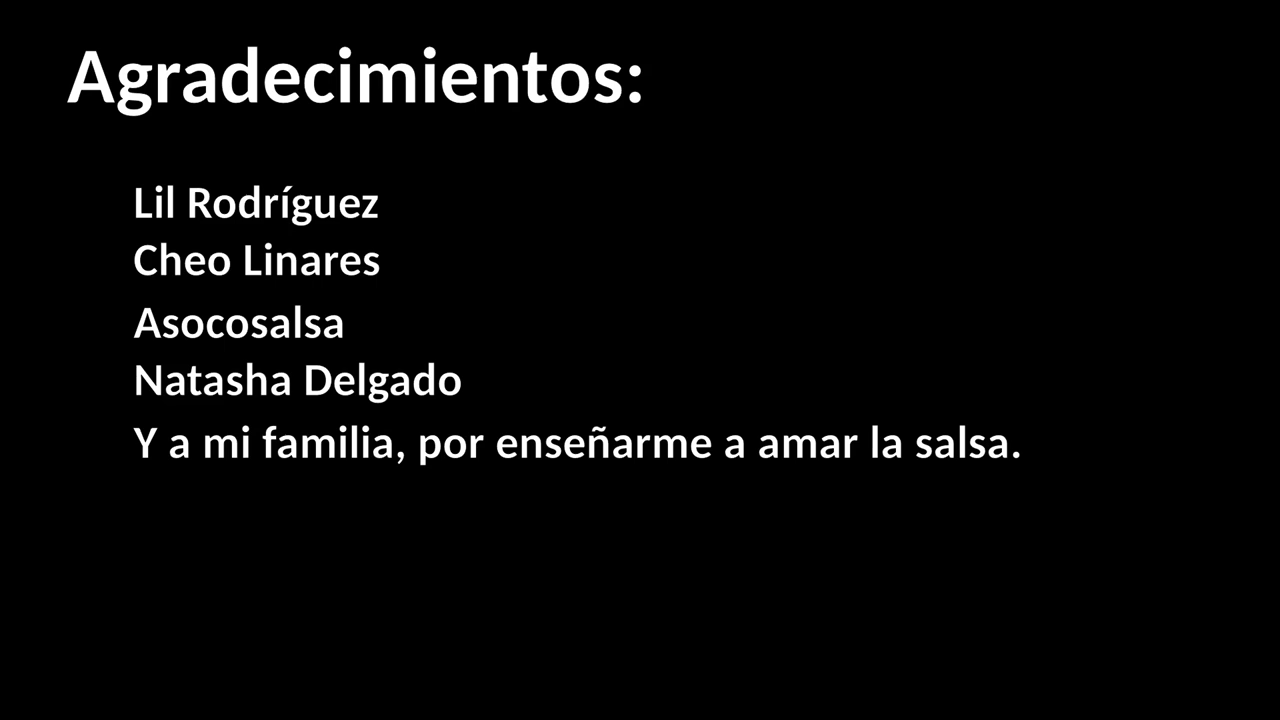 Agradecimientos:
Lil Rodríguez
Cheo Linares
Asocosalsa
Natasha Delgado
Y a mi familia, por enseñarme a amar la salsa.